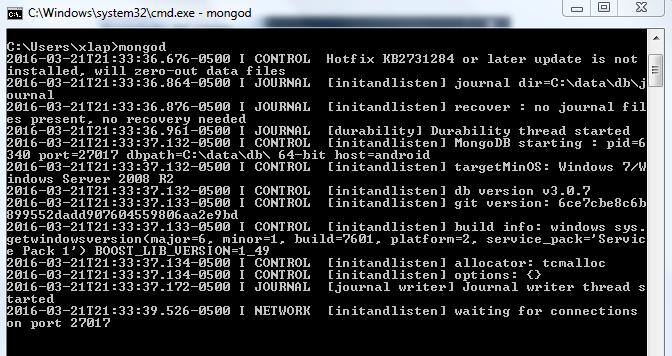 C:\Windows\system32\cmd.exe - mongod
C:\Users\xlap>mongod
2016-03-21T21:33:36.676-0500 I CONTROL  Hotfix KB2731284 or later update is not
installed, will zero-out data files
2016-03-21T21:33:36.864-0500 I JOURNAL  [initandlisten] journal dir=C:\data\db\j
ournal
2016-03-21T21:33:36.876-0500 I JOURNAL  [initandlisten] recover : no journal fil
es present, no recovery needed
2016-03-21T21:33:36.961-0500 I JOURNAL  [durability] Durability thread started
2016-03-21T21:33:37.132-0500 I CONTROL  [initandlisten] MongoDB starting : pid=6
340 port=27017 dbpath=C:\data\db\ 64-bit host=android
2016-03-21T21:33:37.132-0500 I CONTROL  [initandlisten] targetMinOS: Windows 7/W
indows Server 2008 R2
2016-03-21T21:33:37.132-0500 I CONTROL  [initandlisten] db version v3.0.7
2016-03-21T21:33:37.133-0500 I CONTROL  [initandlisten] git version: 6ce7cbe8c6b
899552dadd907604559806aa2e9bd
2016-03-21T21:33:37.133-0500 I CONTROL  [initandlisten] build info: windows sys.
getwindowsversion(major=6, minor=1, build=7601, platform=2, service_pack='Servic
e Pack 1') BOOST_LIB_VERSION=1_49
2016-03-21T21:33:37.134-0500 I CONTROL  [initandlisten] allocator: tcmalloc
2016-03-21T21:33:37.134-0500 I CONTROL  [initandlisten] options: {}
2016-03-21T21:33:37.172-0500 I JOURNAL  [journal writer] Journal writer thread s
tarted
2016-03-21T21:33:39.526-0500 I NETWORK  [initandlisten] waiting for connections
on port 27017